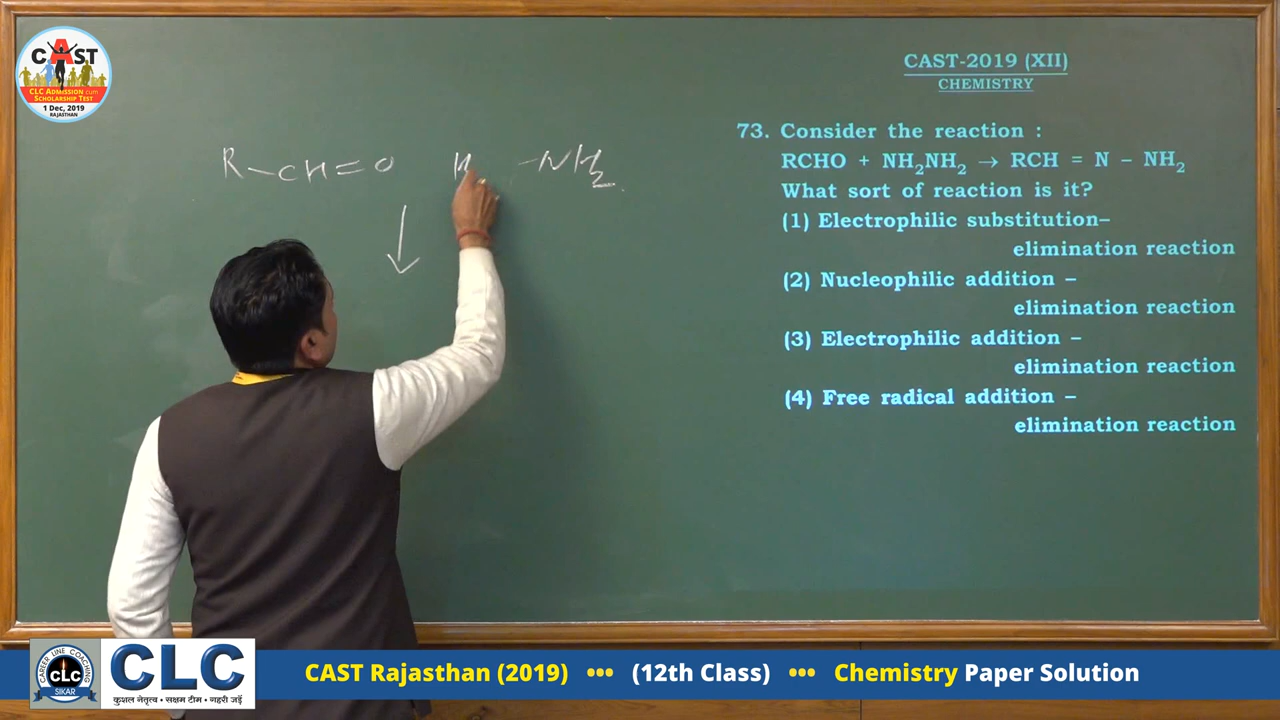 CAST
CLC ADMISSION cum
SCHOLARSHIP TEST
1 Dec, 2019
RAJASTHAN
CAST-2019 (XII)
CHEMISTRY
73. Consider the reaction :
RCHO + NH₂NH₂ → RCH = N – NH₂
What sort of reaction is it?
(1) Electrophilic substitution–
elimination reaction
(2) Nucleophilic addition –
elimination reaction
(3) Electrophilic addition –
elimination reaction
(4) Free radical addition –
elimination reaction
R–CH=O H –NH₂
CAREER LINE COACHING
CLC
SIKAR
CLC
कुशल नेतृत्व • सक्षम टीम • गहरी जड़ें
CAST Rajasthan (2019) ••• (12th Class) ••• Chemistry Paper Solution